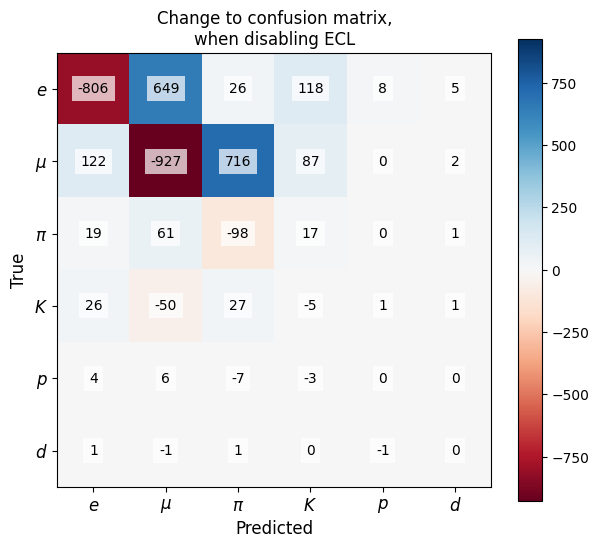 Change to confusion matrix,
when disabling ECL
e -806 649 26 118 8 5
μ 122 -927 716 87 0 2
π 19 61 -98 17 0 1
K 26 -50 27 -5 1 1
p 4 6 -7 -3 0 0
d 1 -1 1 0 -1 0
e μ π K p d
Predicted
True
750
500
250
0
−250
−500
−750